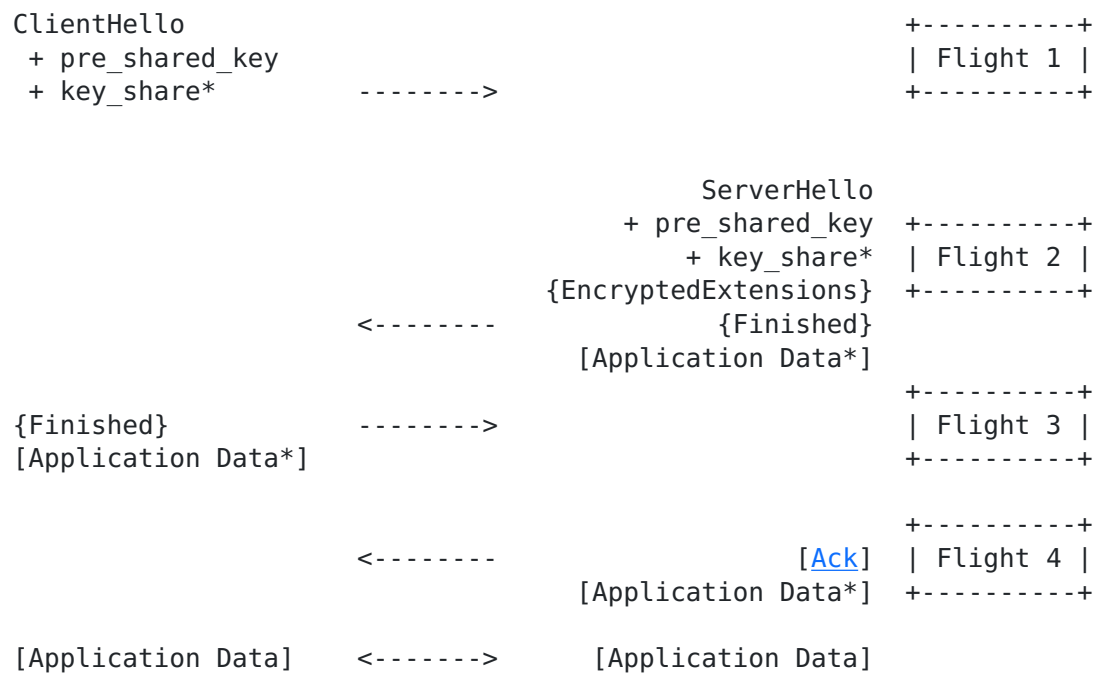 ClientHello                                            +----------+
 + pre_shared_key                                      | Flight 1 |
 + key_share*         -------->                        +----------+


                                          ServerHello
                                     + pre_shared_key  +----------+
                                         + key_share*  | Flight 2 |
                                {EncryptedExtensions}  +----------+
                      <--------            {Finished}
                                  [Application Data*]
                                                       +----------+
{Finished}            -------->                        | Flight 3 |
[Application Data*]                                    +----------+

                                                       +----------+
                      <--------                 [Ack]  | Flight 4 |
                                  [Application Data*]  +----------+

[Application Data]    <------->     [Application Data]